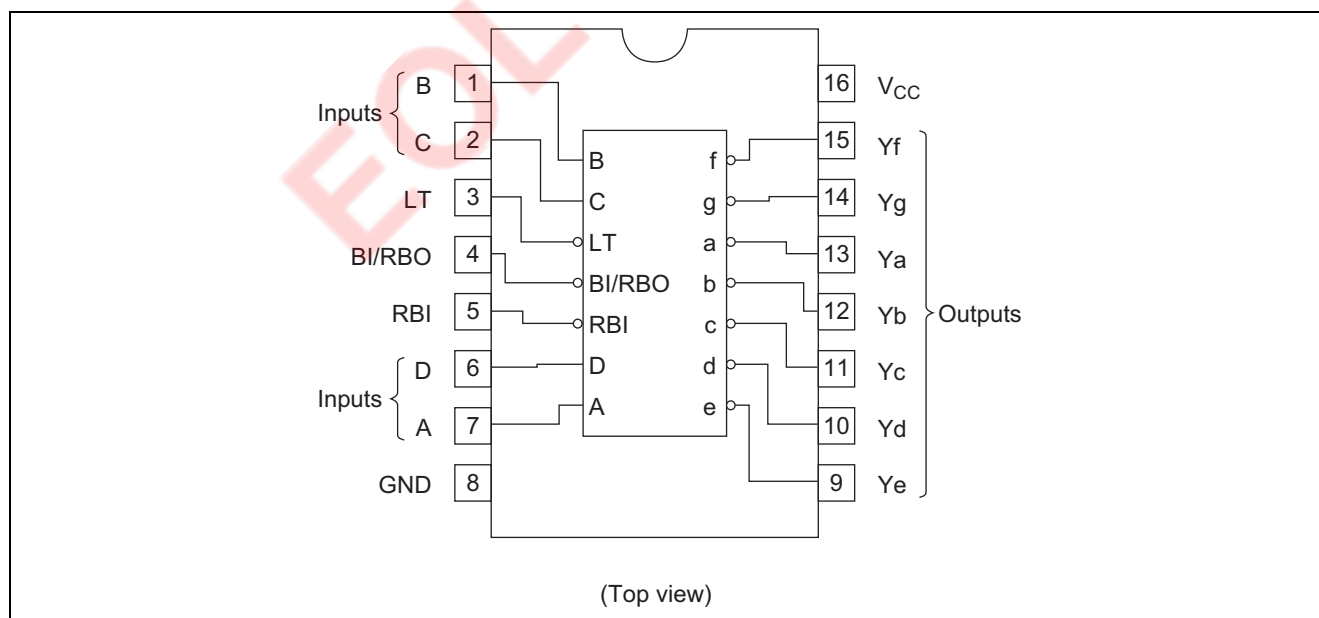 EOL
B 1 16 VCC
Inputs
C 2 15 Yf
B f
LT 3 14 Yg
C g
LT a
BI/RBO 4 13 Ya
BI/RBO b
RBI 5 12 Yb
RBI c
Outputs
D 6 11 Yc
D d
Inputs
A 7 10 Yd
A e
GND 8 9 Ye
(Top view)